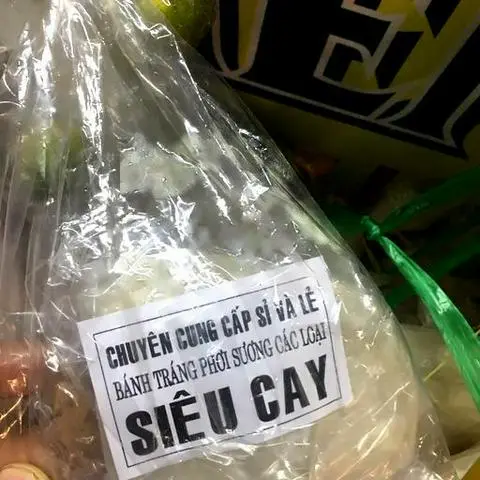 CHUYÊN CUNG CẤP SỈ VÀ LẺ
BÁNH TRÁNG PHƠI SƯƠNG CÁC LOẠI
SIÊU CAY